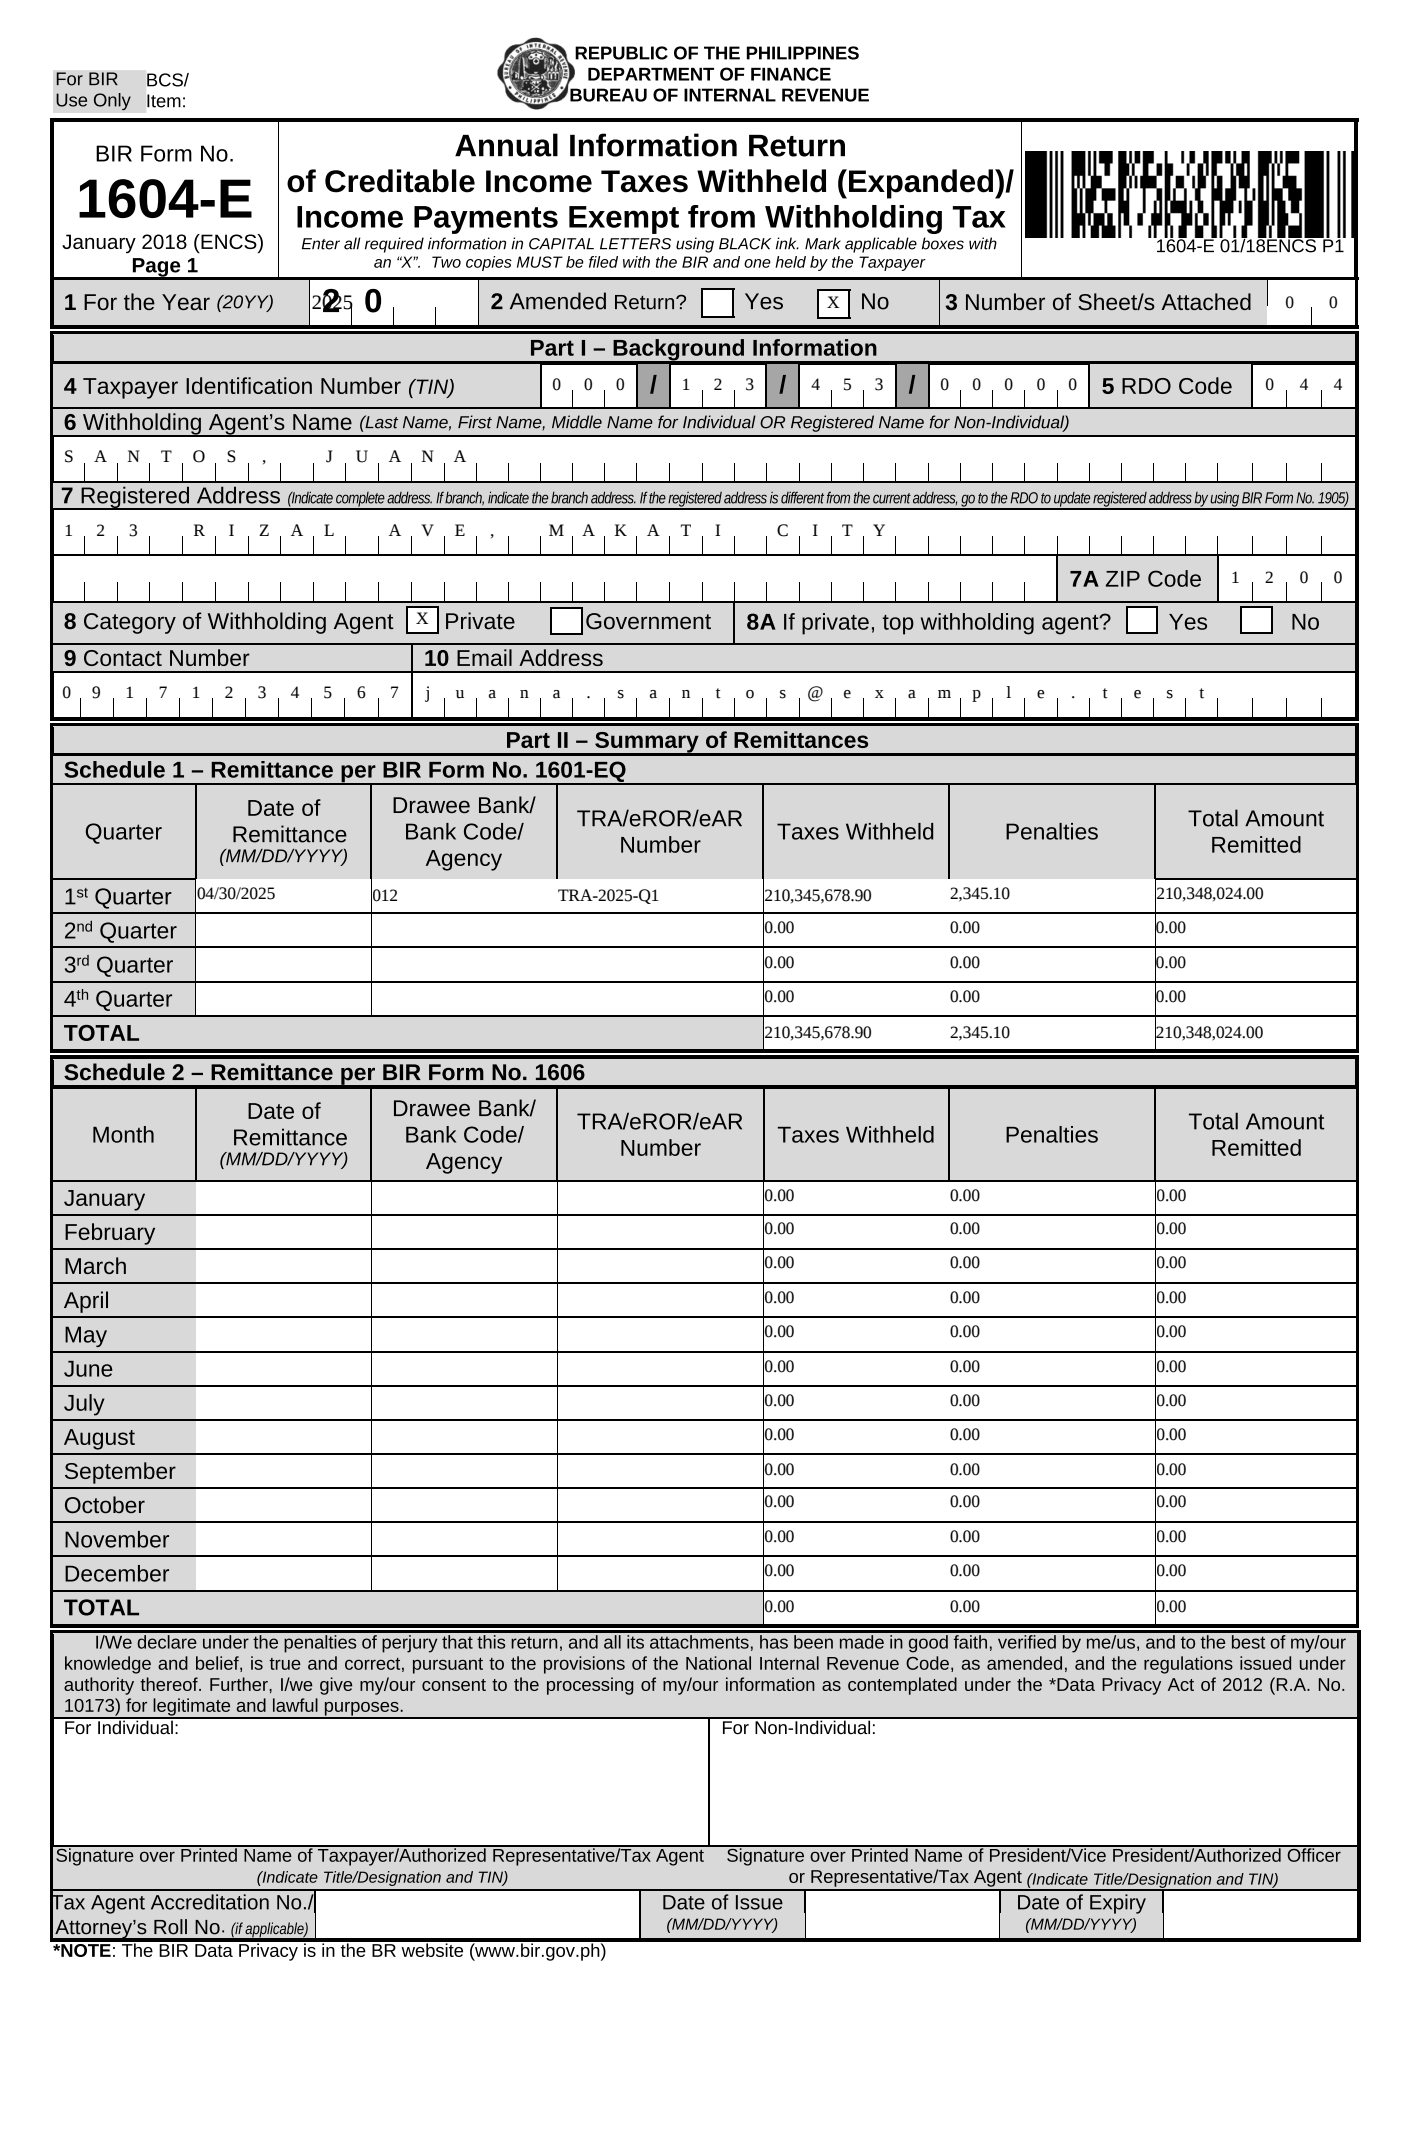 REPUBLIC OF THE PHILIPPINES
DEPARTMENT OF FINANCE
BUREAU OF INTERNAL REVENUE
For BIR Use Only BCS/ Item:
BIR Form No.
1604-E
January 2018 (ENCS)
Page 1
Annual Information Return
of Creditable Income Taxes Withheld (Expanded)/
Income Payments Exempt from Withholding Tax
Enter all required information in CAPITAL LETTERS using BLACK ink. Mark applicable boxes with
an “X”. Two copies MUST be filed with the BIR and one held by the Taxpayer
1604-E 01/18ENCS P1
1 For the Year (20YY) 2025 20 2 Amended Return? Yes X No 3 Number of Sheet/s Attached 0 0
Part I – Background Information
4 Taxpayer Identification Number (TIN) 0 0 0 / 1 2 3 / 4 5 3 / 0 0 0 0 0 5 RDO Code 0 4 4
6 Withholding Agent’s Name (Last Name, First Name, Middle Name for Individual OR Registered Name for Non-Individual)
SANTOS, JUANA
7 Registered Address (Indicate complete address. If branch, indicate the branch address. If the registered address is different from the current address, go to the RDO to update registered address by using BIR Form No. 1905)
123 RIZAL AVE, MAKATI CITY
7A ZIP Code 1 2 0 0
8 Category of Withholding Agent X Private Government 8A If private, top withholding agent? Yes No
9 Contact Number 10 Email Address
09171234567 juana.santos@example.test
Part II – Summary of Remittances
Schedule 1 – Remittance per BIR Form No. 1601-EQ
Quarter Date of Remittance (MM/DD/YYYY) Drawee Bank/ Bank Code/ Agency TRA/eROR/eAR Number Taxes Withheld Penalties Total Amount Remitted
1st Quarter 04/30/2025 012 TRA-2025-Q1 210,345,678.90 2,345.10 210,348,024.00
2nd Quarter 0.00 0.00 0.00
3rd Quarter 0.00 0.00 0.00
4th Quarter 0.00 0.00 0.00
TOTAL 210,345,678.90 2,345.10 210,348,024.00
Schedule 2 – Remittance per BIR Form No. 1606
Month Date of Remittance (MM/DD/YYYY) Drawee Bank/ Bank Code/ Agency TRA/eROR/eAR Number Taxes Withheld Penalties Total Amount Remitted
January 0.00 0.00 0.00
February 0.00 0.00 0.00
March 0.00 0.00 0.00
April 0.00 0.00 0.00
May 0.00 0.00 0.00
June 0.00 0.00 0.00
July 0.00 0.00 0.00
August 0.00 0.00 0.00
September 0.00 0.00 0.00
October 0.00 0.00 0.00
November 0.00 0.00 0.00
December 0.00 0.00 0.00
TOTAL 0.00 0.00 0.00
I/We declare under the penalties of perjury that this return, and all its attachments, has been made in good faith, verified by me/us, and to the best of my/our
knowledge and belief, is true and correct, pursuant to the provisions of the National Internal Revenue Code, as amended, and the regulations issued under
authority thereof. Further, I/we give my/our consent to the processing of my/our information as contemplated under the *Data Privacy Act of 2012 (R.A. No.
10173) for legitimate and lawful purposes.
For Individual: For Non-Individual:
Signature over Printed Name of Taxpayer/Authorized Representative/Tax Agent
(Indicate Title/Designation and TIN)
Signature over Printed Name of President/Vice President/Authorized Officer
or Representative/Tax Agent (Indicate Title/Designation and TIN)
Tax Agent Accreditation No./ Attorney’s Roll No. (if applicable) Date of Issue (MM/DD/YYYY) Date of Expiry (MM/DD/YYYY)
*NOTE: The BIR Data Privacy is in the BR website (www.bir.gov.ph)